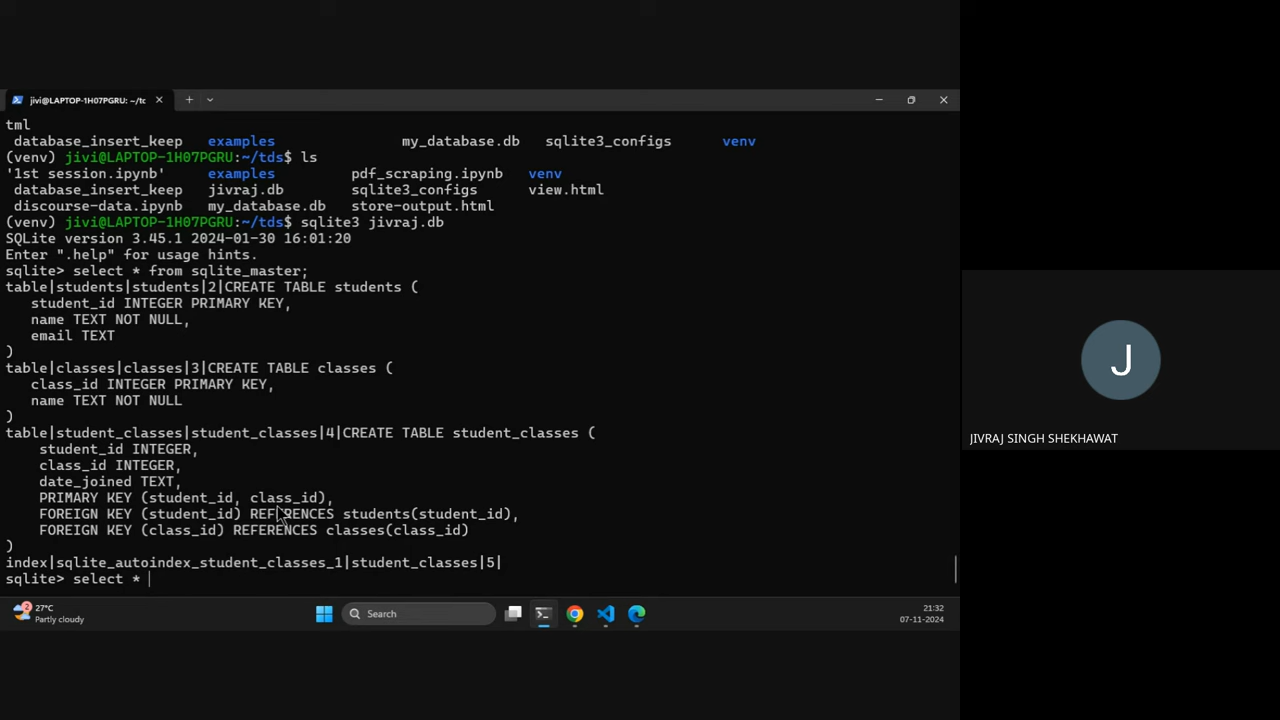 jivi@LAPTOP-1H07PGRU: ~/tc
tml
database_insert_keep examples my_database.db sqlite3_configs venv
(venv) jivi@LAPTOP-1H07PGRU:~/tds$ ls
'1st session.ipynb' examples pdf_scraping.ipynb venv
database_insert_keep jivraj.db sqlite3_configs view.html
discourse-data.ipynb my_database.db store-output.html
(venv) jivi@LAPTOP-1H07PGRU:~/tds$ sqlite3 jivraj.db
SQLite version 3.45.1 2024-01-30 16:01:20
Enter ".help" for usage hints.
sqlite> select * from sqlite_master;
table|students|students|2|CREATE TABLE students (
student_id INTEGER PRIMARY KEY,
name TEXT NOT NULL,
email TEXT
)
table|classes|classes|3|CREATE TABLE classes (
class_id INTEGER PRIMARY KEY,
name TEXT NOT NULL
)
table|student_classes|student_classes|4|CREATE TABLE student_classes (
student_id INTEGER,
class_id INTEGER,
date_joined TEXT,
PRIMARY KEY (student_id, class_id),
FOREIGN KEY (student_id) REFERENCES students(student_id),
FOREIGN KEY (class_id) REFERENCES classes(class_id)
)
index|sqlite_autoindex_student_classes_1|student_classes|5|
sqlite> select *
J
JIVRAJ SINGH SHEKHAWAT
2
27°C
Partly cloudy
Search
21:32
07-11-2024